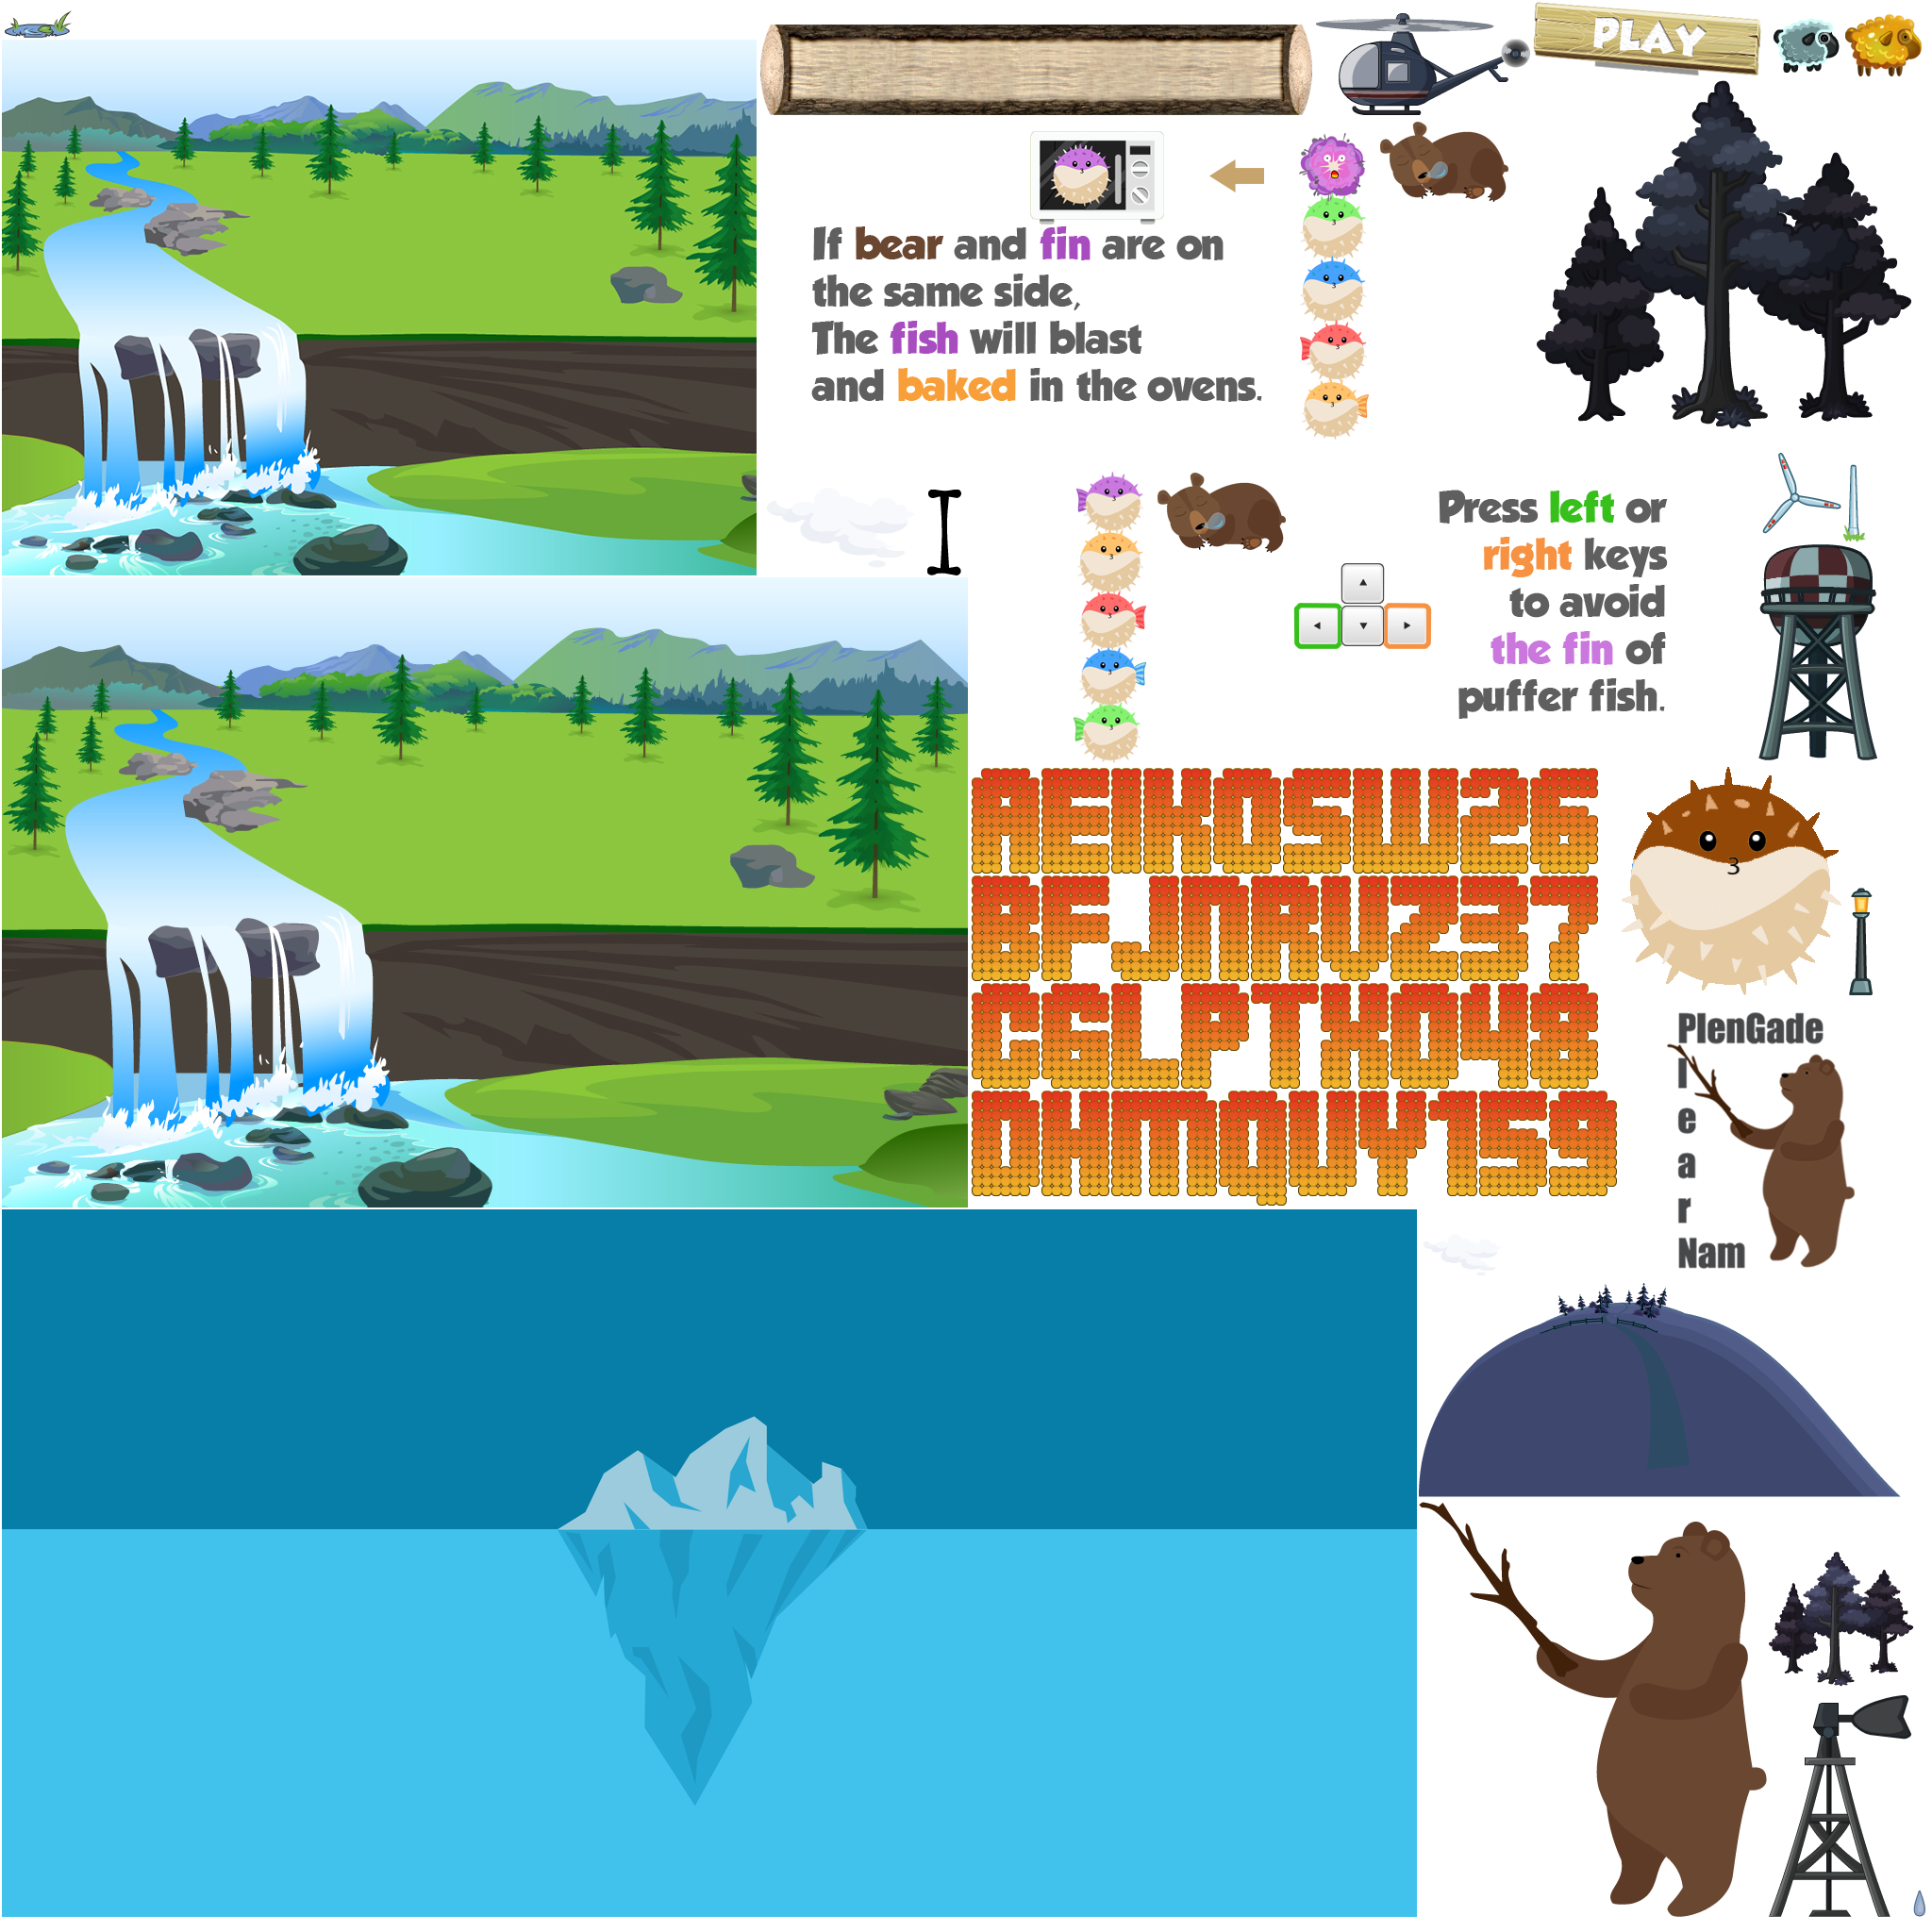 PLAY
If bear and fin are on
the same side,
The fish will blast
and baked in the ovens.
Press left or
right keys
to avoid
the fin of
puffer fish.
AEIKOSW26
BFJNRVZ37
CGLPTXO48
DHMQUY159
PlenGade
l
e
a
r
Nam